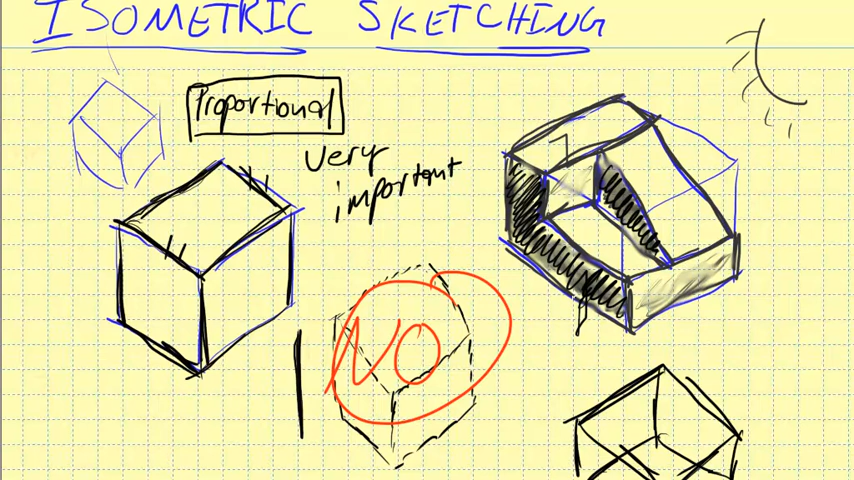 ISOMETRIC SKETCHING
Proportional
Very
important
NO